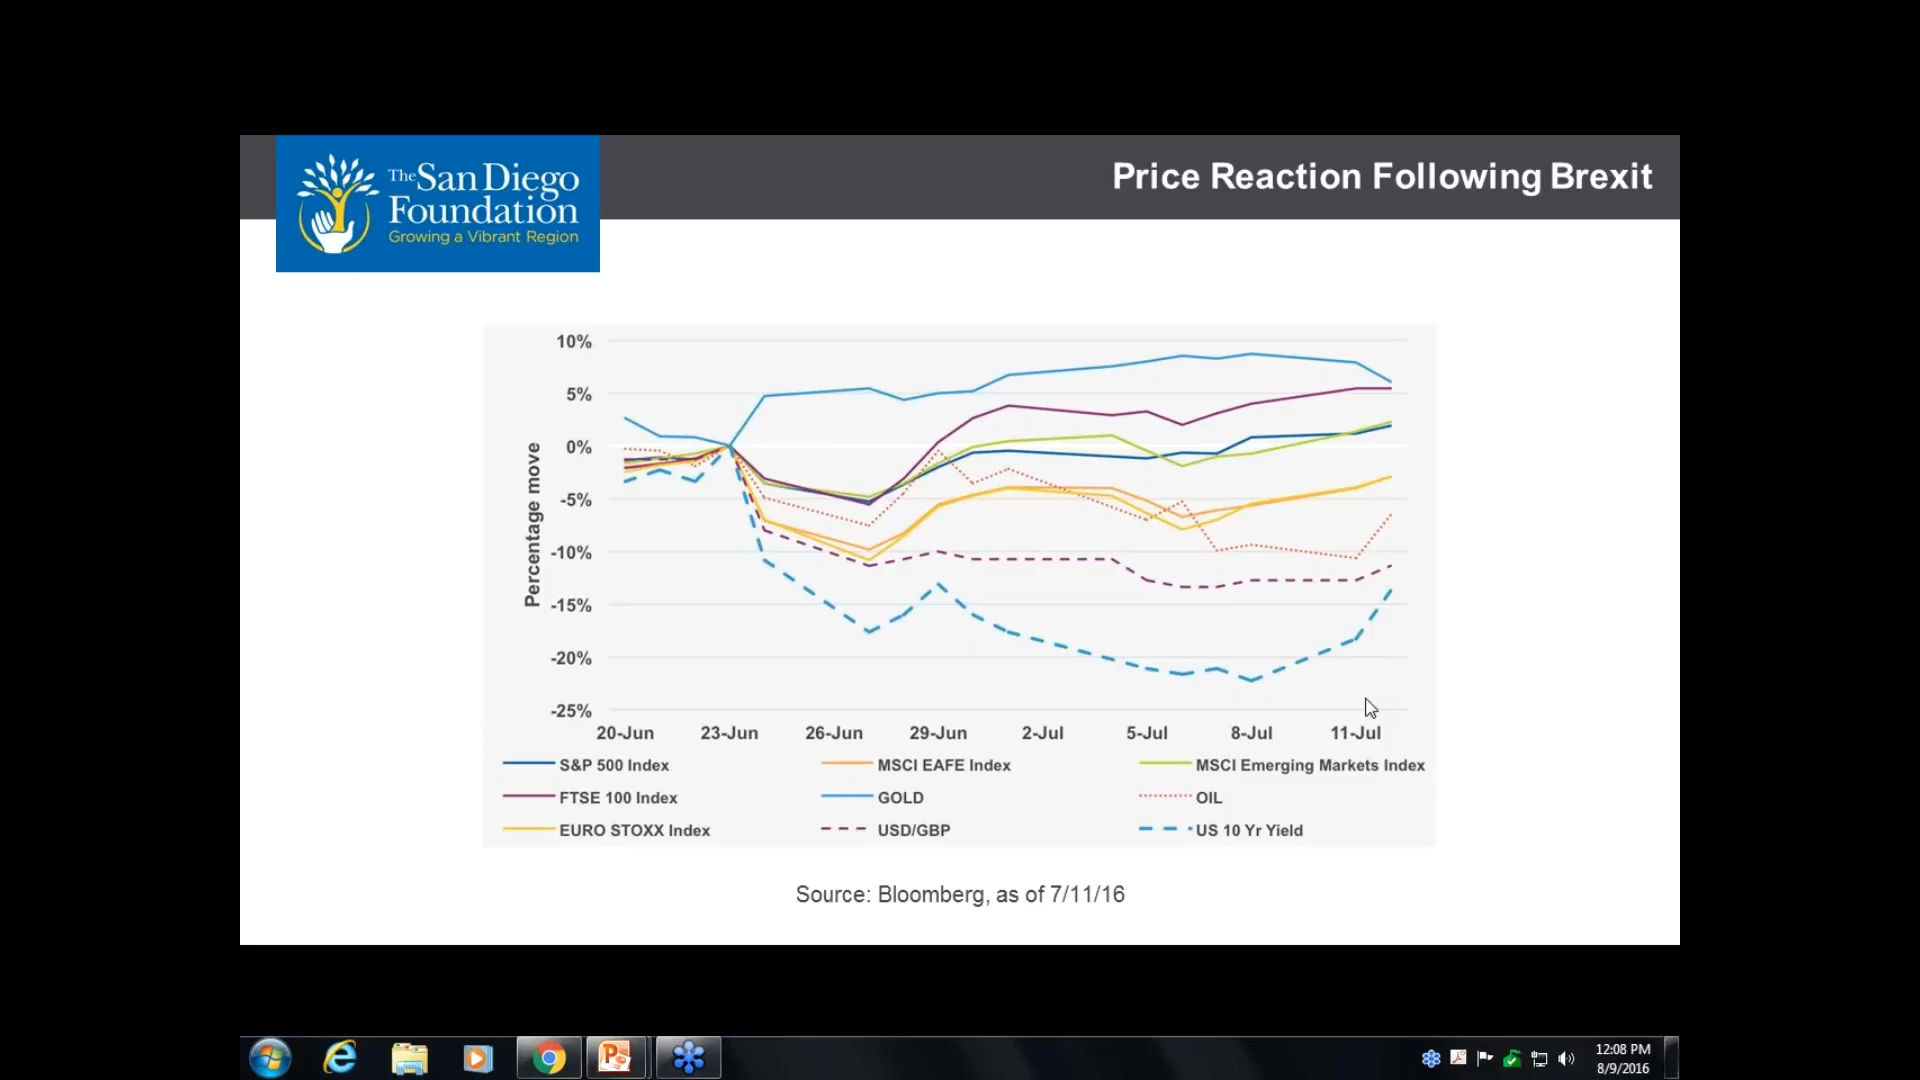 The San Diego
Foundation
Growing a Vibrant Region
Price Reaction Following Brexit
Percentage move
10%
5%
0%
-5%
-10%
-15%
-20%
-25%
20-Jun 23-Jun 26-Jun 29-Jun 2-Jul 5-Jul 8-Jul 11-Jul
S&P 500 Index MSCI EAFE Index MSCI Emerging Markets Index
FTSE 100 Index GOLD OIL
EURO STOXX Index USD/GBP US 10 Yr Yield
Source: Bloomberg, as of 7/11/16
12:08 PM
8/9/2016